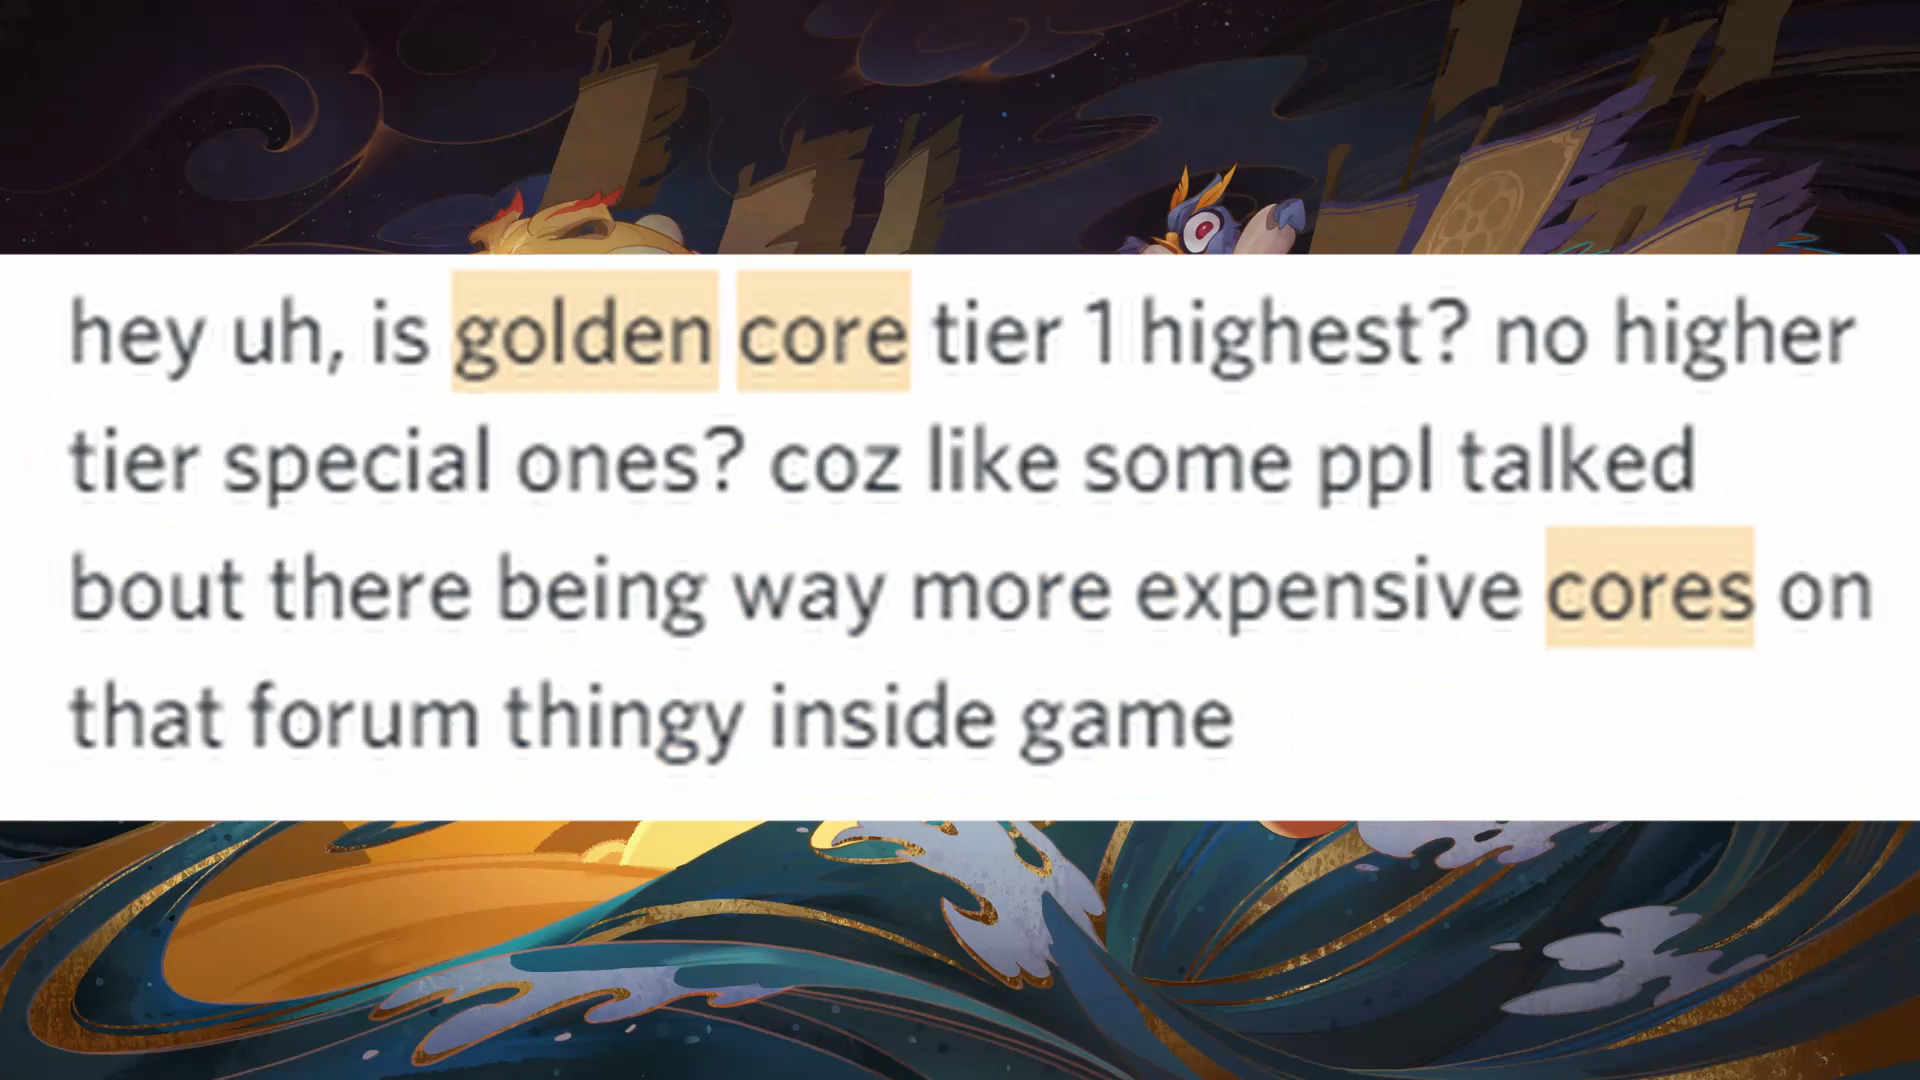 hey uh, is golden core tier 1 highest? no higher
tier special ones? coz like some ppl talked
bout there being way more expensive cores on
that forum thingy inside game